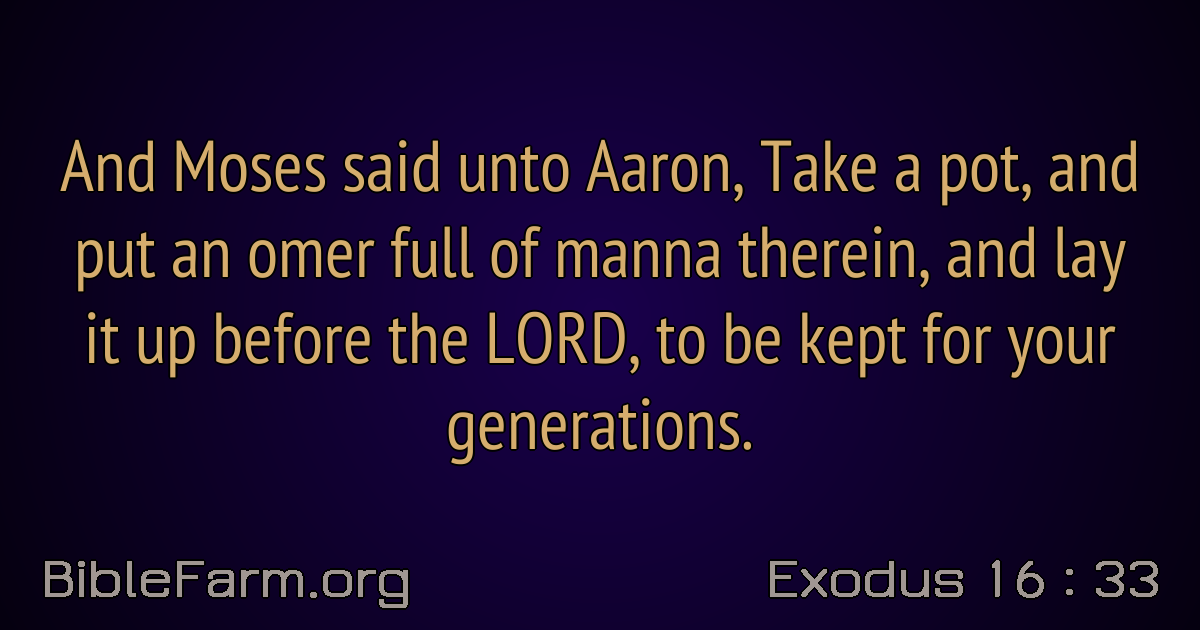 And Moses said unto Aaron, Take a pot, and
put an omer full of manna therein, and lay
it up before the LORD, to be kept for your
generations.
BibleFarm.org
Exodus 16 : 33